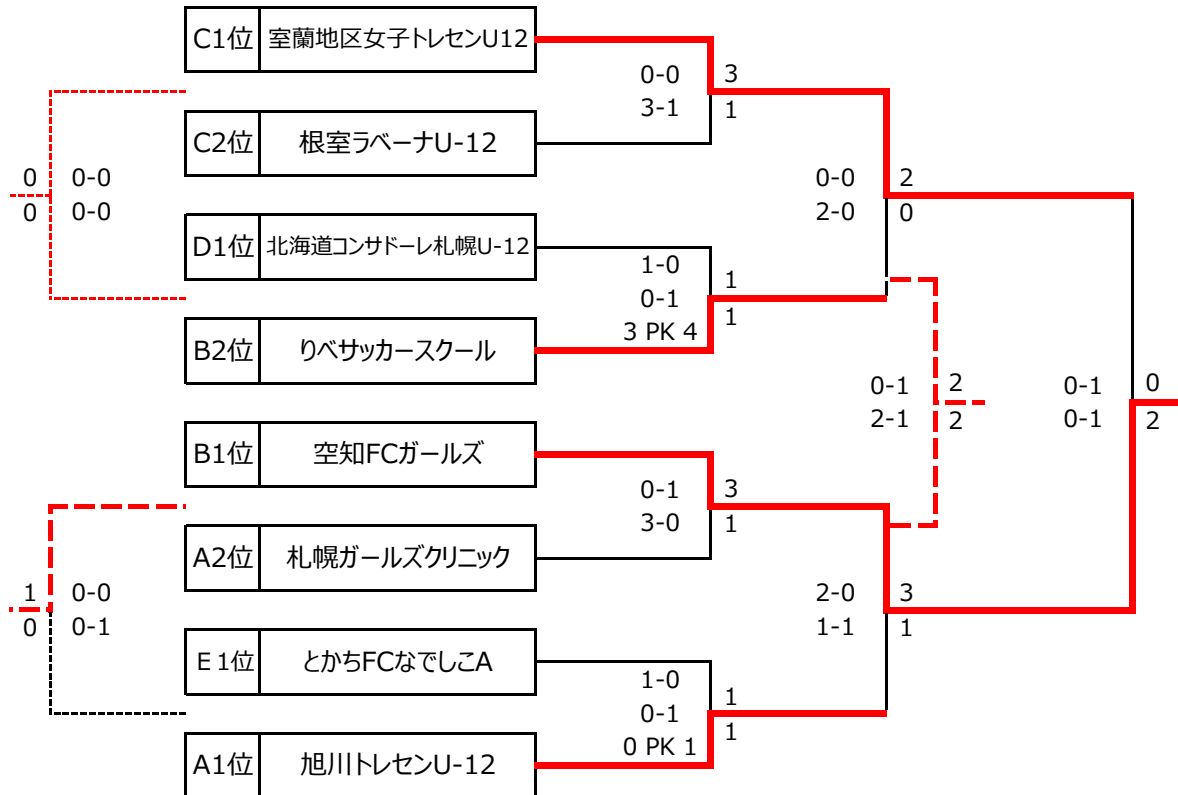 C1位 室蘭地区女子トレセンU12
0-0 3
3-1 1
C2位 根室ラベーナU-12
0 0-0
0 0-0
0-0 2
2-0 0
D1位 北海道コンサドーレ札幌U-12
1-0 1
0-1 1
3 PK 4
B2位 りべサッカースクール
0-1 2
2-1 2
0-1 0
0-1 2
B1位 空知FCガールズ
0-1 3
3-0 1
A2位 札幌ガールズクリニック
1 0-0
0 0-1
2-0 3
1-1 1
E1位 とかちFCなでしこA
1-0 1
0-1 1
0 PK 1
A1位 旭川トレセンU-12